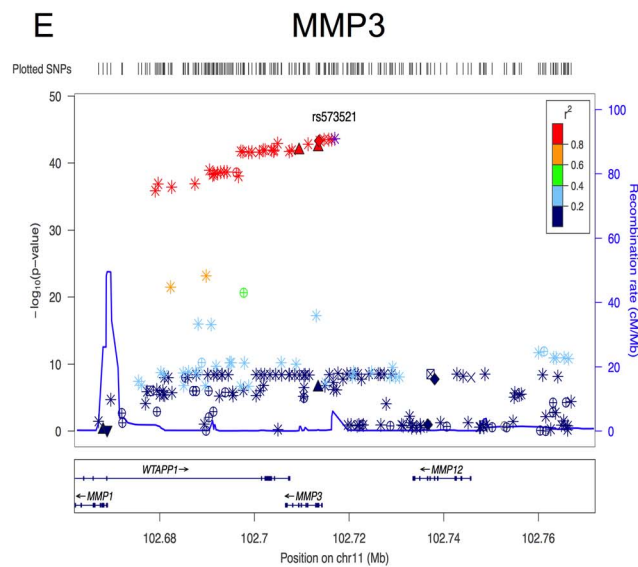 E MMP3
Plotted SNPs
rs573521
r²
0.8
0.6
0.4
0.2
50
40
30
20
10
0
−log₁₀(p-value)
100
80
60
40
20
0
Recombination rate (cM/Mb)
WTAPP1→
←MMP12
←MMP1
←MMP3
102.68 102.7 102.72 102.74 102.76
Position on chr11 (Mb)